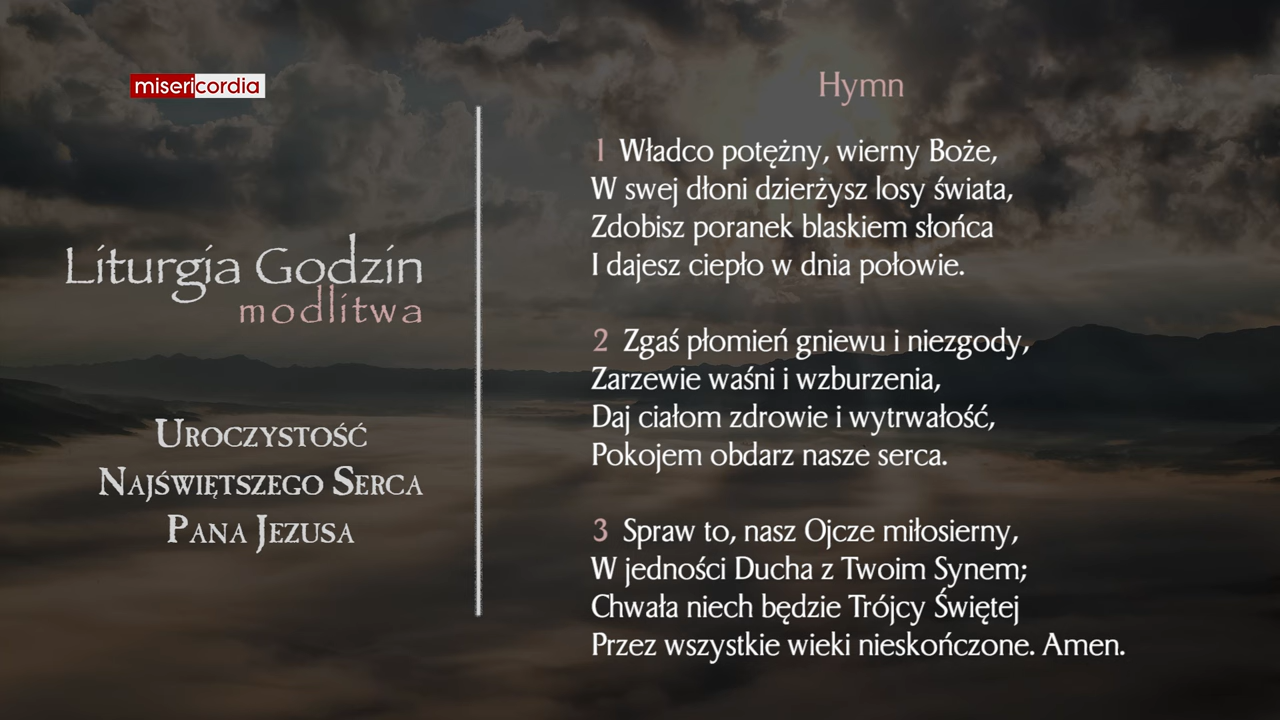 misericordia
Liturgia Godzin
modlitwa
Uroczystość
Najświętszego Serca
Pana Jezusa
Hymn
1 Władco potężny, wierny Boże,
W swej dłoni dzierżysz losy świata,
Zdobisz poranek blaskiem słońca
I dajesz ciepło w dnia połowie.
2 Zgaś płomień gniewu i niezgody,
Zarzewie waśni i wzburzenia,
Daj ciałom zdrowie i wytrwałość,
Pokojem obdarz nasze serca.
3 Spraw to, nasz Ojcze miłosierny,
W jedności Ducha z Twoim Synem;
Chwała niech będzie Trójcy Świętej
Przez wszystkie wieki nieskończone. Amen.